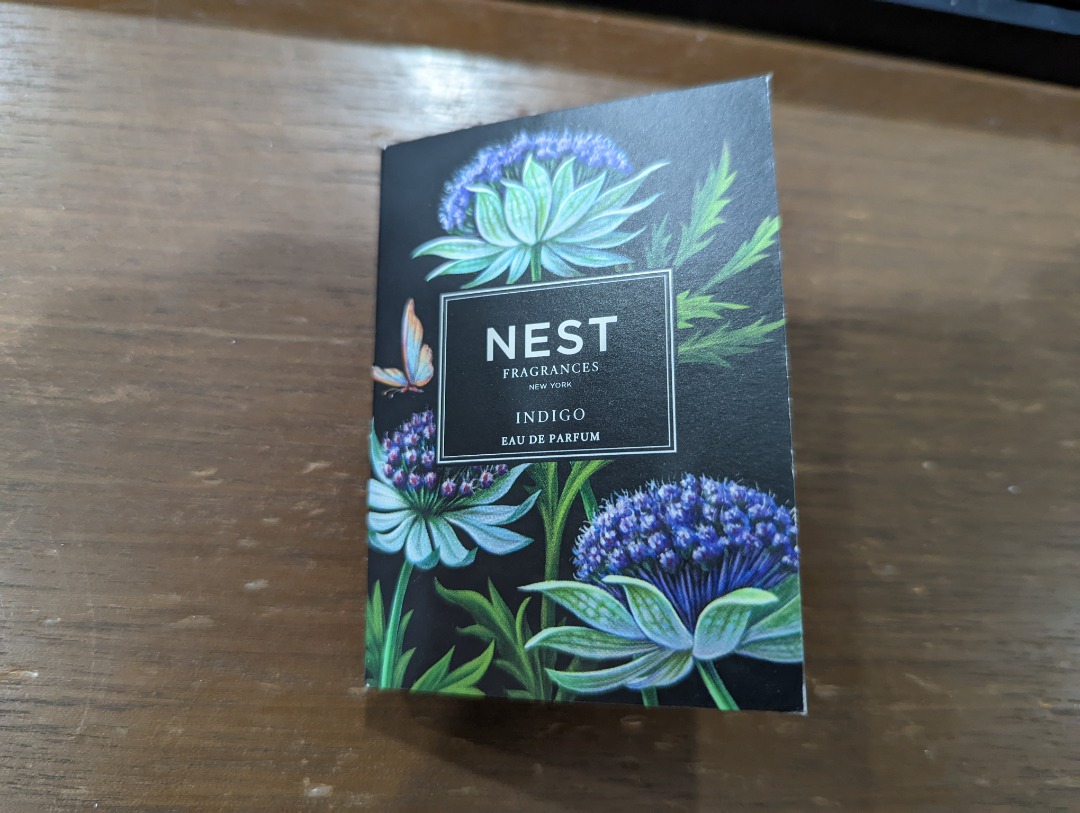 NEST
FRAGRANCES
NEW YORK
INDIGO
EAU DE PARFUM